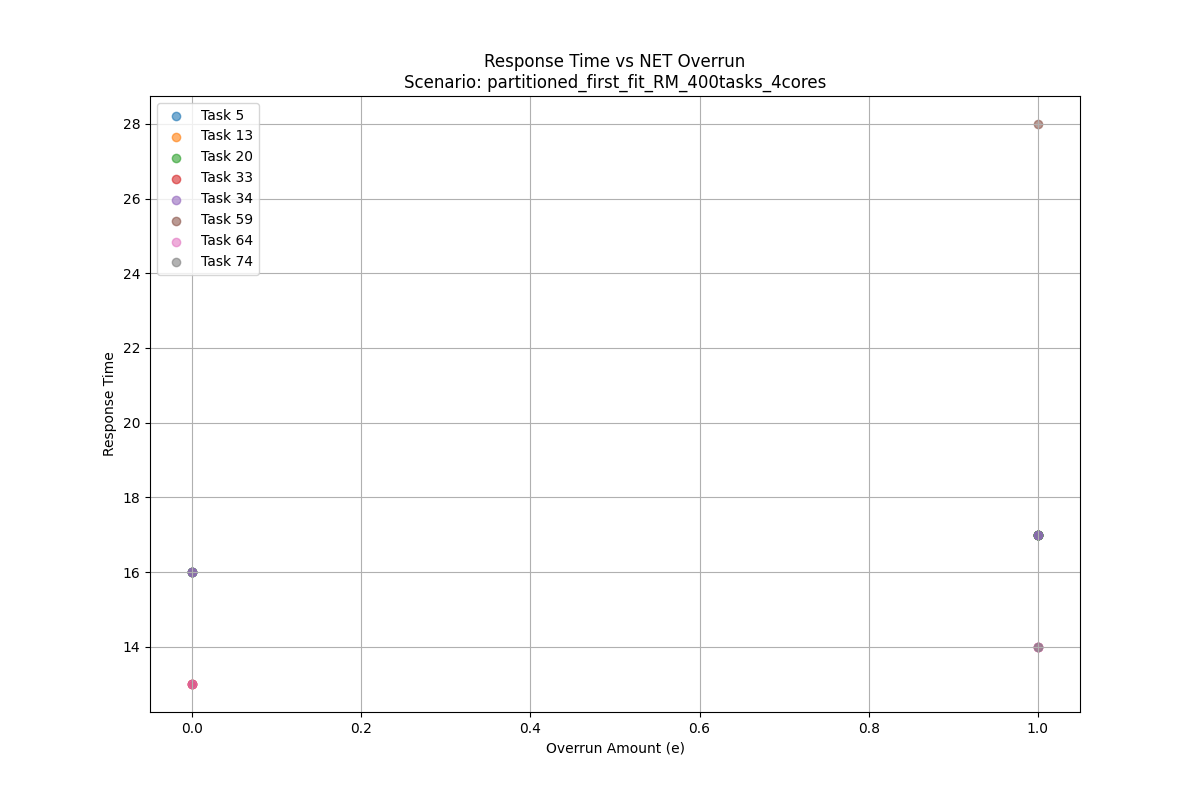 Response Time vs NET Overrun
Scenario: partitioned_first_fit_RM_400tasks_4cores
Task 5
Task 13
Task 20
Task 33
Task 34
Task 59
Task 64
Task 74
Response Time
28
26
24
22
20
18
16
14
0.0 0.2 0.4 0.6 0.8 1.0
Overrun Amount (e)